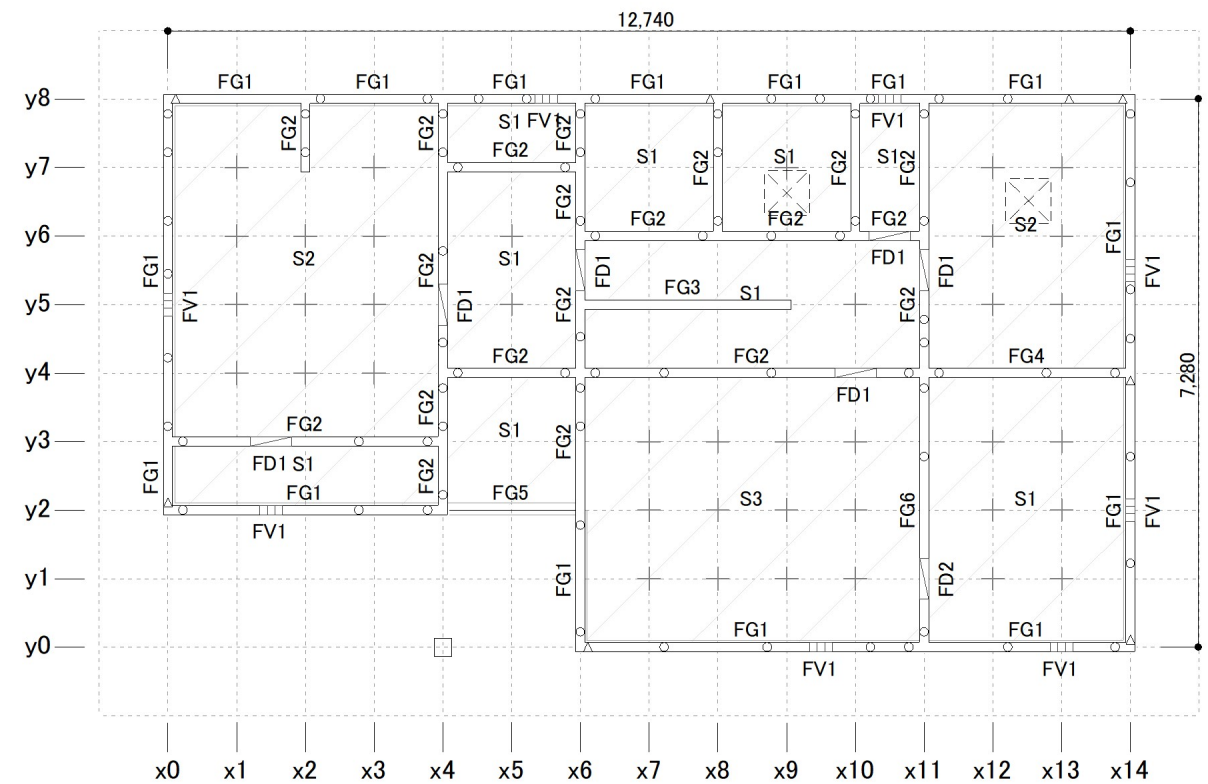 12,740
FG1 FG1 FG1 FG1 FG1 FG1 FG1
y8
S1 FV1 FV1
FG2 FG2 FG2
FG2 S1 S1 S1
y7 FG2 FG2 FG2
FG2
FG2 FG2 FG2
y6 S2
FG1
S2 S1 FD1
FG1 FG2 FD1 FD1 FV1
FG3 S1
y5 FV1 FD1 FG2 FG2
FG2 FG2 FG4
y4 7,280
FD1
FG2
FG2 S1
y3 FG2
FD1 S1
FG1 FG2
FG1 FG5 S3 FG6 S1 FG1 FV1
y2
FV1
y1 FG1 FD2
FG1 FG1
y0
FV1 FV1
x0 x1 x2 x3 x4 x5 x6 x7 x8 x9 x10 x11 x12 x13 x14